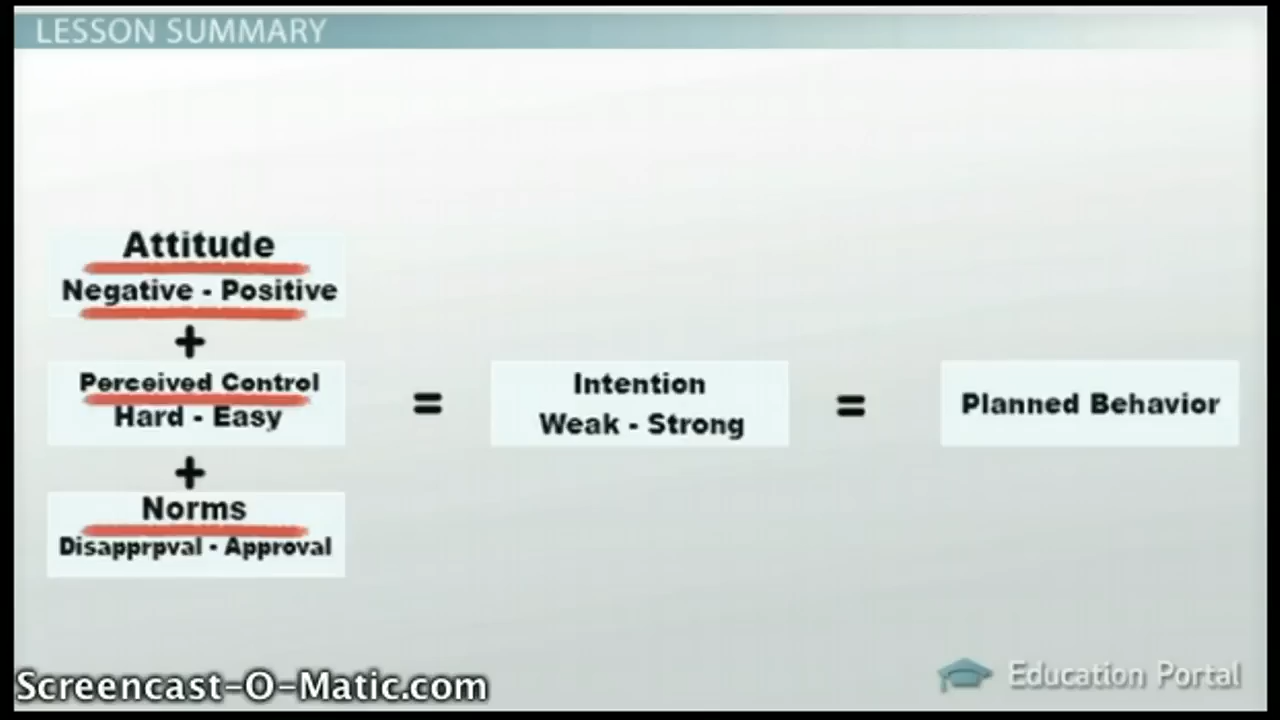 LESSON SUMMARY
Attitude
Negative - Positive
+
Perceived Control
Hard - Easy
+
Norms
Disapprpval - Approval
=
Intention
Weak - Strong
=
Planned Behavior
Screencast-O-Matic.com
Education Portal